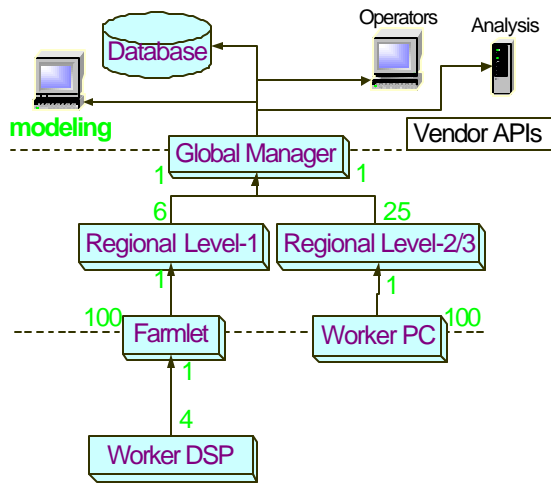 Operators
Analysis
Database
modeling
Vendor APIs
Global Manager
1
1
6
25
Regional Level-1
Regional Level-2/3
1
1
100
Farmlet
Worker PC
100
1
4
Worker DSP